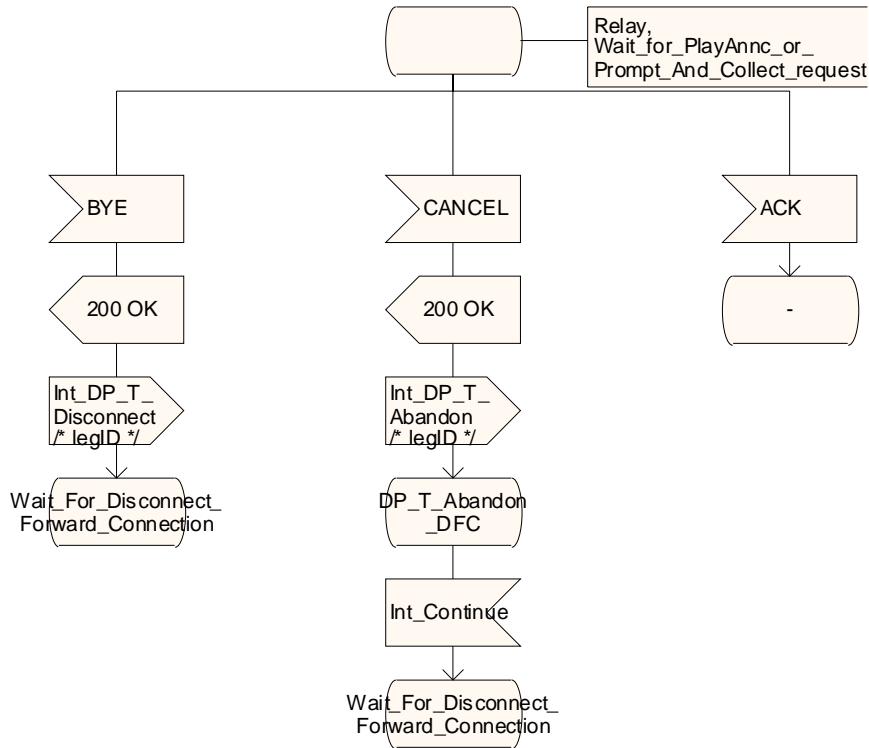 Relay,
Wait_for_PlayAnnc_or_
Prompt_And_Collect_request
BYE
CANCEL
ACK
200 OK
200 OK
-
Int_DP_T_
Disconnect
/* legID */
Int_DP_T_
Abandon
/* legID */
Wait_For_Disconnect_
Forward_Connection
DP_T_Abandon
_DFC
Int_Continue
Wait_For_Disconnect_
Forward_Connection